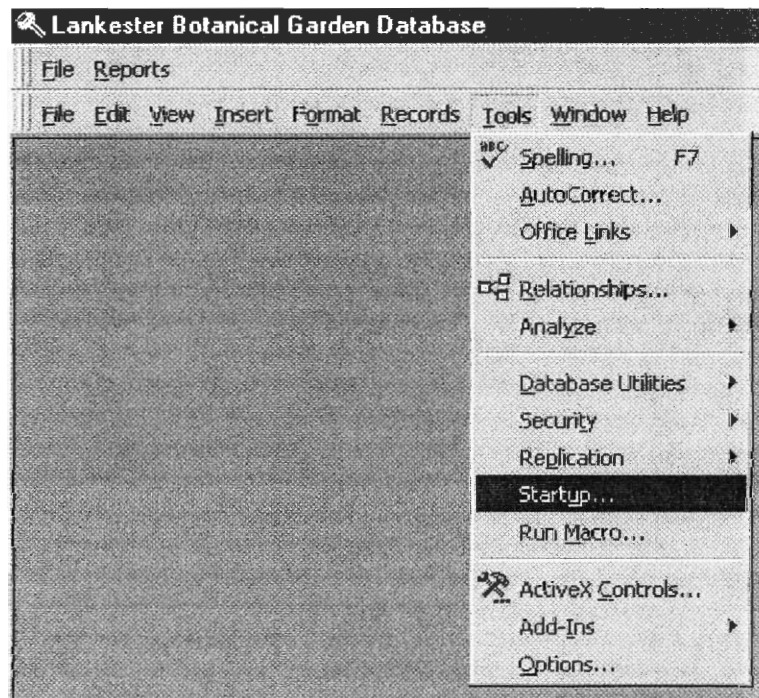 Lankester Botanical Garden Database
File Reports
File Edit View Insert Format Records Tools Window Help
ABC Spelling... F7
AutoCorrect...
Office Links
Relationships...
Analyze
Database Utilities
Security
Replication
Startup...
Run Macro...
ActiveX Controls...
Add-Ins
Options...